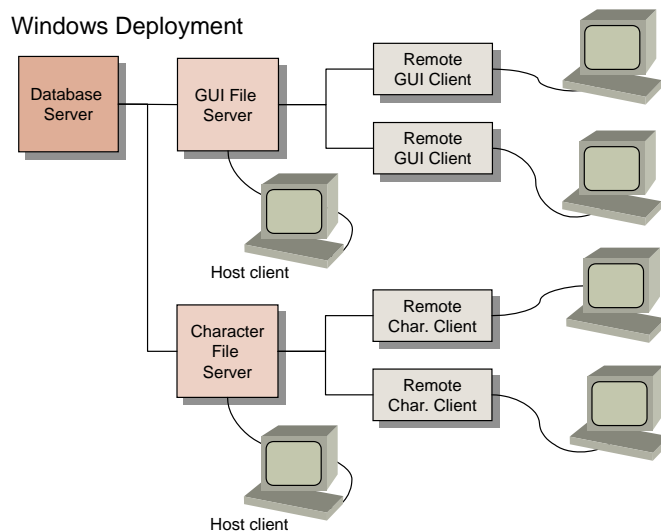 Windows Deployment
Database
Server
GUI File
Server
Remote
GUI Client
Remote
GUI Client
Host client
Character
File
Server
Remote
Char. Client
Remote
Char. Client
Host client